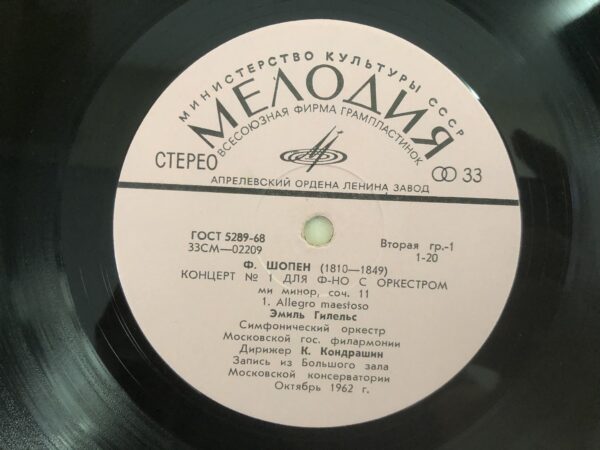 МИНИСТЕРСТВО КУЛЬТУРЫ СССР
МЕЛОДИЯ
ВСЕСОЮЗНАЯ ФИРМА ГРАМПЛАСТИНОК
СТЕРЕО
33
АПРЕЛЕВСКИЙ ОРДЕНА ЛЕНИНА ЗАВОД
ГОСТ 5289-68
33СМ—02209
Вторая гр.-1
1-20
Ф. ШОПЕН (1810—1849)
КОНЦЕРТ № 1 ДЛЯ Ф-НО С ОРКЕСТРОМ
ми минор, соч. 11
1. Allegro maestoso
Эмиль Гилельс
Симфонический оркестр
Московской гос. филармонии
Дирижер К. Кондрашин
Запись из Большого зала
Московской консерватории
Октябрь 1962 г.